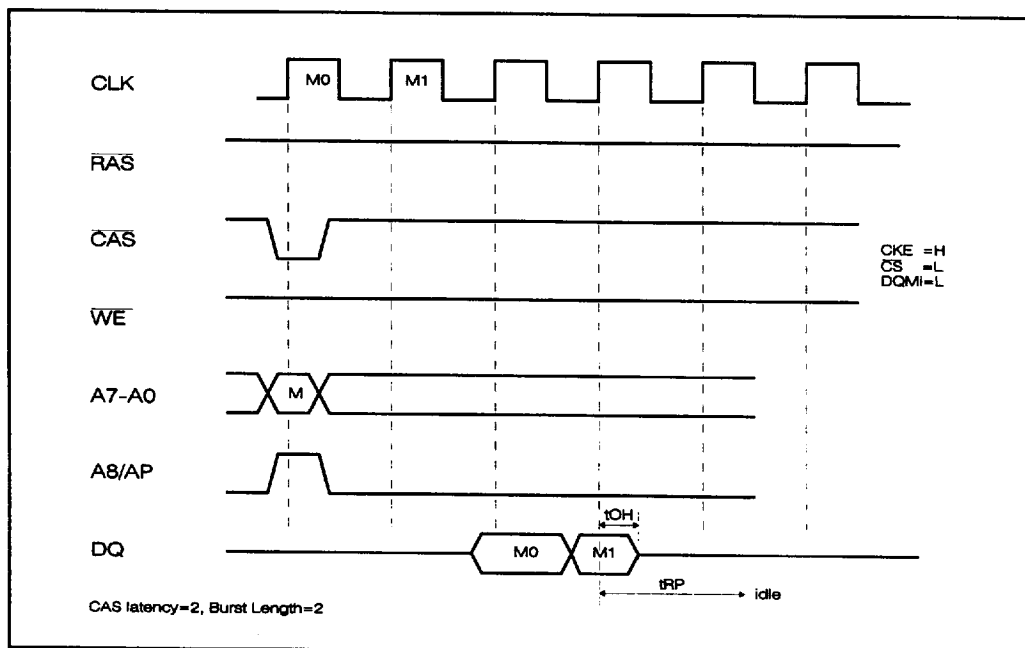 CLK M0 M1
RAS
CAS
CKE =H
CS =L
DQMi=L
WE
A7-A0 M
A8/AP
tOH
DQ M0 M1
tRP idle
CAS latency=2, Burst Length=2